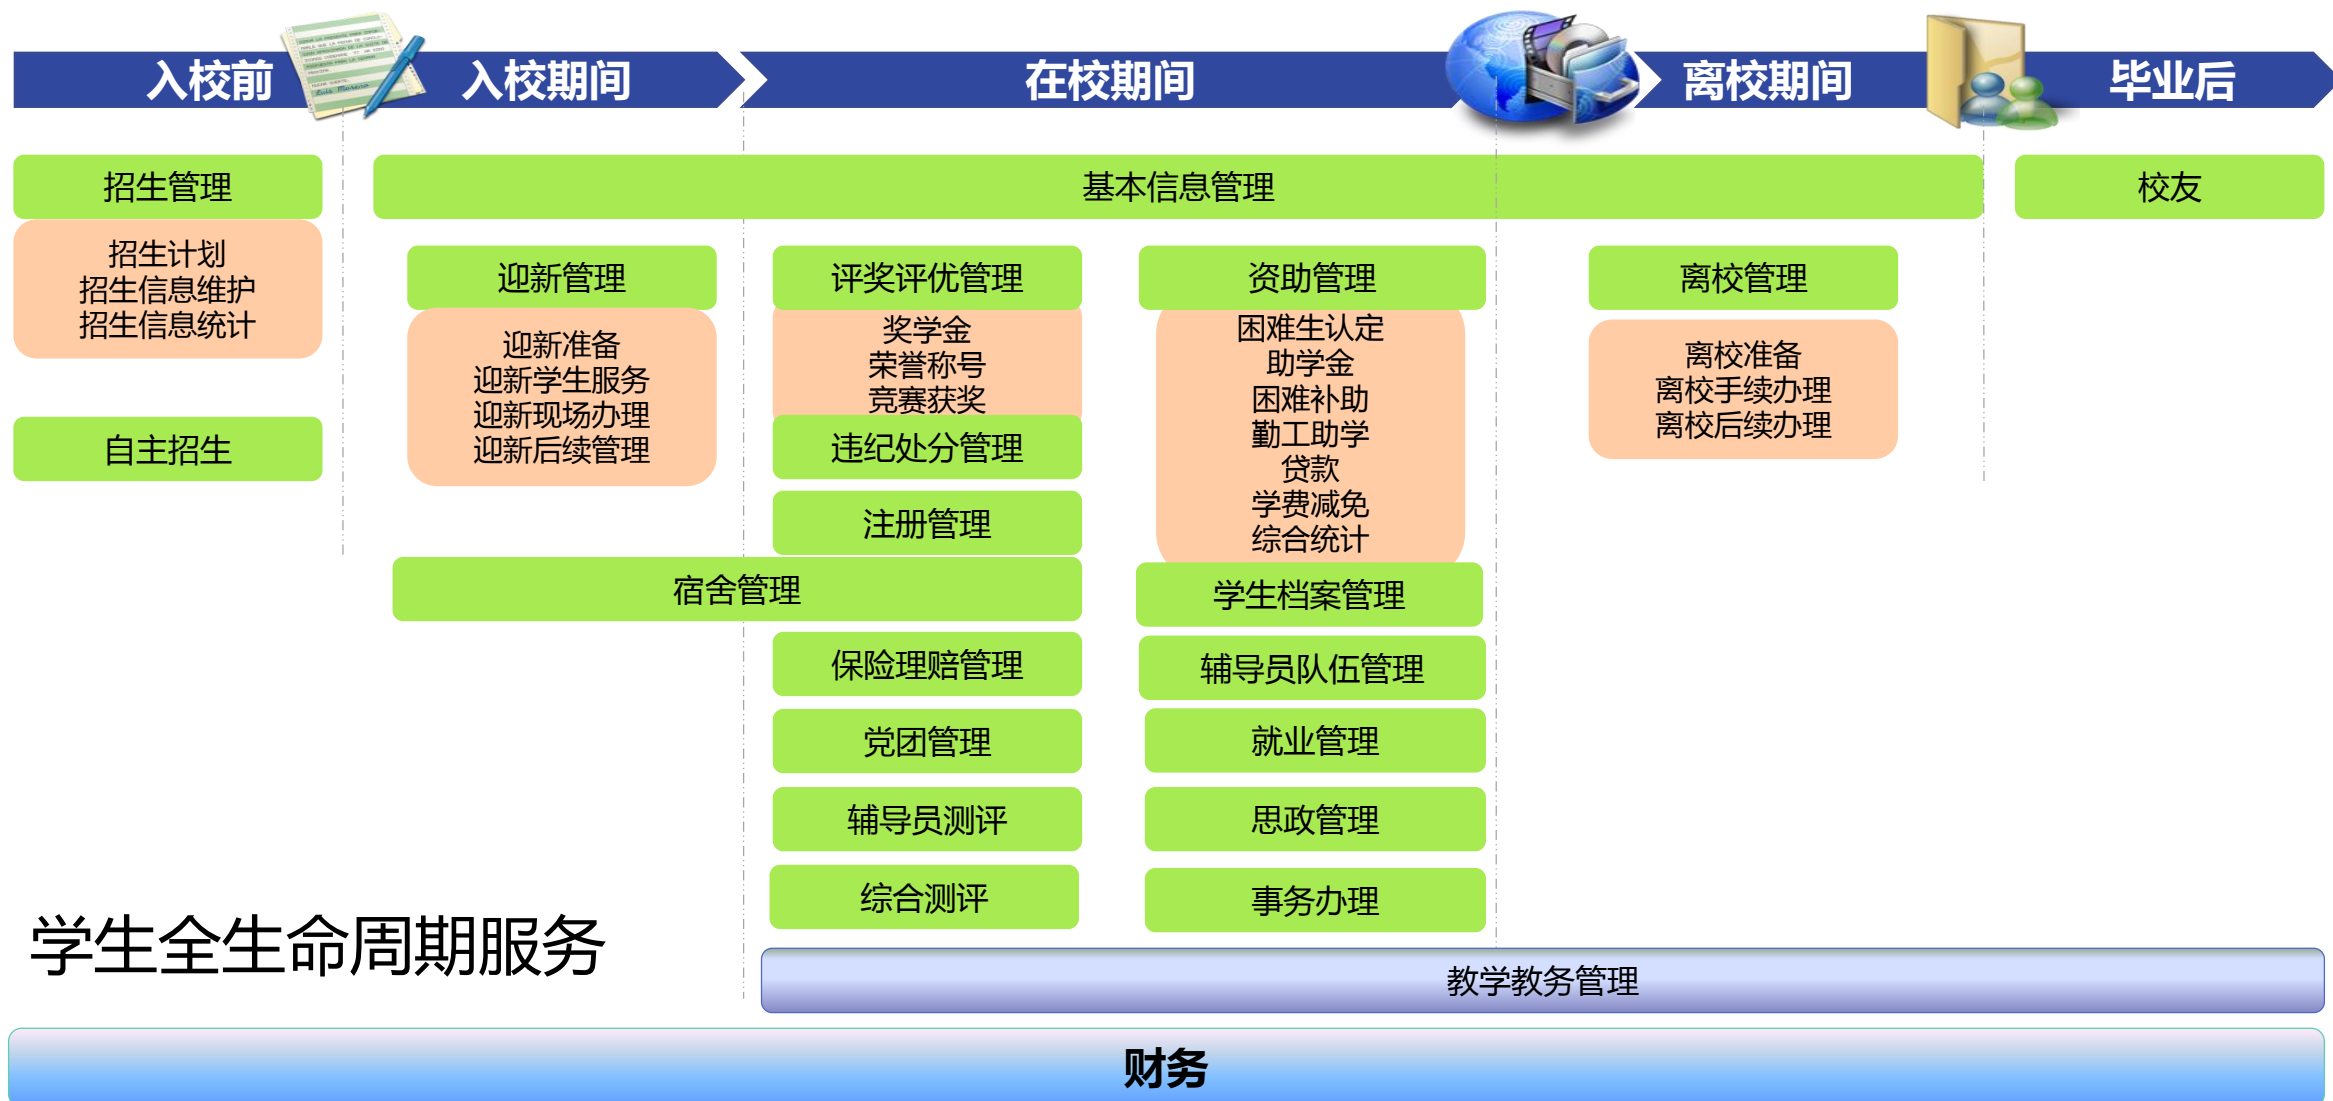 入校前
入校期间
在校期间
离校期间
毕业后
招生管理
基本信息管理
校友
招生计划
招生信息维护
招生信息统计
自主招生
迎新管理
迎新准备
迎新学生服务
迎新现场办理
迎新后续管理
评奖评优管理
奖学金
荣誉称号
竞赛获奖
违纪处分管理
注册管理
宿舍管理
保险理赔管理
党团管理
辅导员测评
综合测评
资助管理
困难生认定
助学金
困难补助
勤工助学
贷款
学费减免
综合统计
学生档案管理
辅导员队伍管理
就业管理
思政管理
事务办理
离校管理
离校准备
离校手续办理
离校后续办理
学生全生命周期服务
教学教务管理
财务